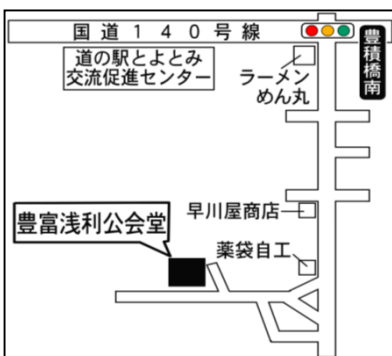 国道140号線
豊積橋南
道の駅とよとみ
交流促進センター
ラーメン
めん丸
早川屋商店
豊富浅利公会堂
薬袋自工